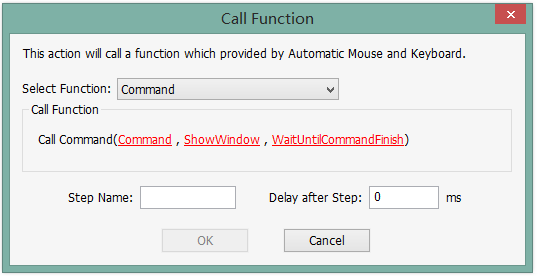 Call Function
This action will call a function which provided by Automatic Mouse and Keyboard.
Select Function: Command
Call Function
Call Command(Command , ShowWindow , WaitUntilCommandFinish)
Step Name: Delay after Step: 0 ms
OK Cancel